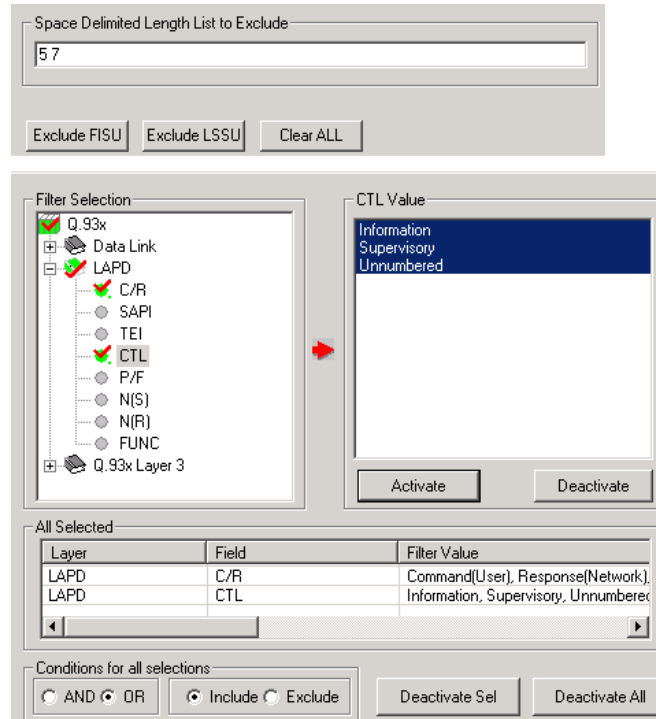 Space Delimited Length List to Exclude
5 7
Exclude FISU Exclude LSSU Clear ALL
Filter Selection
Q.93x
Data Link
LAPD
C/R
SAPI
TEI
CTL
P/F
N(S)
N(R)
FUNC
Q.93x Layer 3
CTL Value
Information
Supervisory
Unnumbered
Activate Deactivate
All Selected
Layer Field Filter Value
LAPD C/R Command(User), Response(Network),
LAPD CTL Information, Supervisory, Unnumbered
Conditions for all selections
AND OR Include Exclude Deactivate Sel Deactivate All